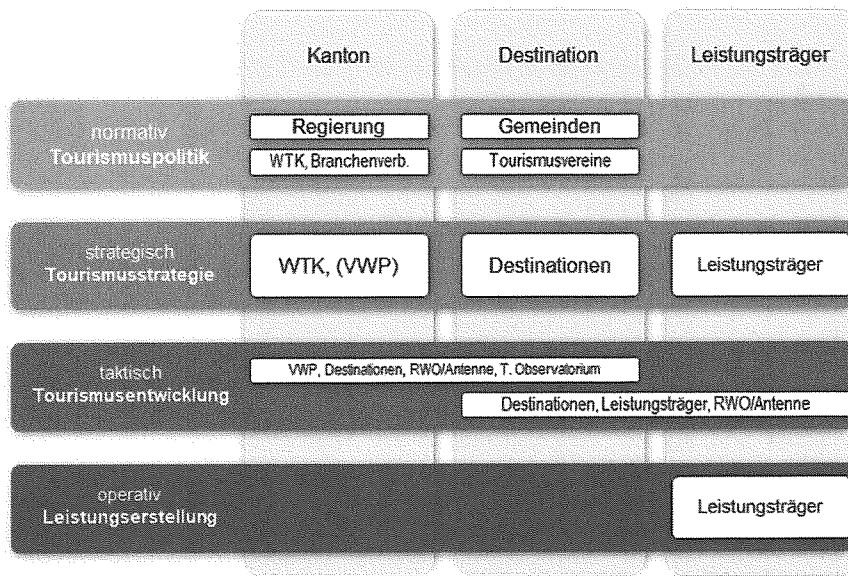 Kanton
Destination
Leistungsträger
normativ
Tourismuspolitik
Regierung
Gemeinden
WTK, Branchenverb.
Tourismusvereine
strategisch
Tourismusstrategie
WTK, (VWP)
Destinationen
Leistungsträger
taktisch
Tourismusentwicklung
VWP, Destinationen, RWO/Antenne, T. Observatorium
Destinationen, Leistungsträger, RWO/Antenne
operativ
Leistungserstellung
Leistungsträger